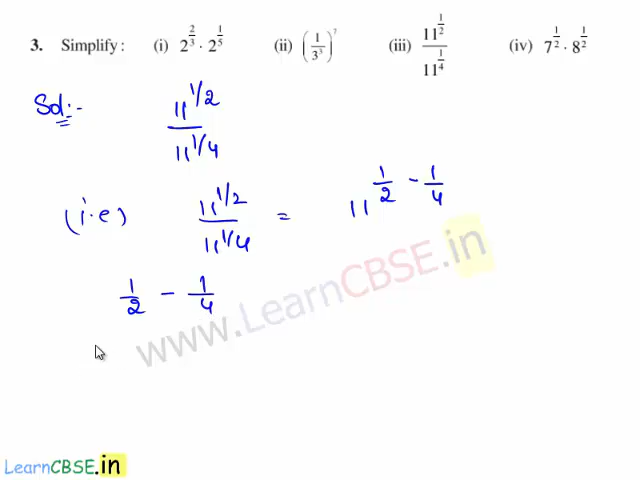 3. Simplify: (i) 2^{2/3} · 2^{1/5} (ii) (1/3^3)^7 (iii) 11^{1/2}/11^{1/4} (iv) 7^{1/2} · 8^{1/2}
Sol:-
11^{1/2}/11^{1/4}
(i.e) 11^{1/2}/11^{1/4} = 11^{1/2 - 1/4}
1/2 - 1/4
www.LearnCBSE.in
LearnCBSE.in